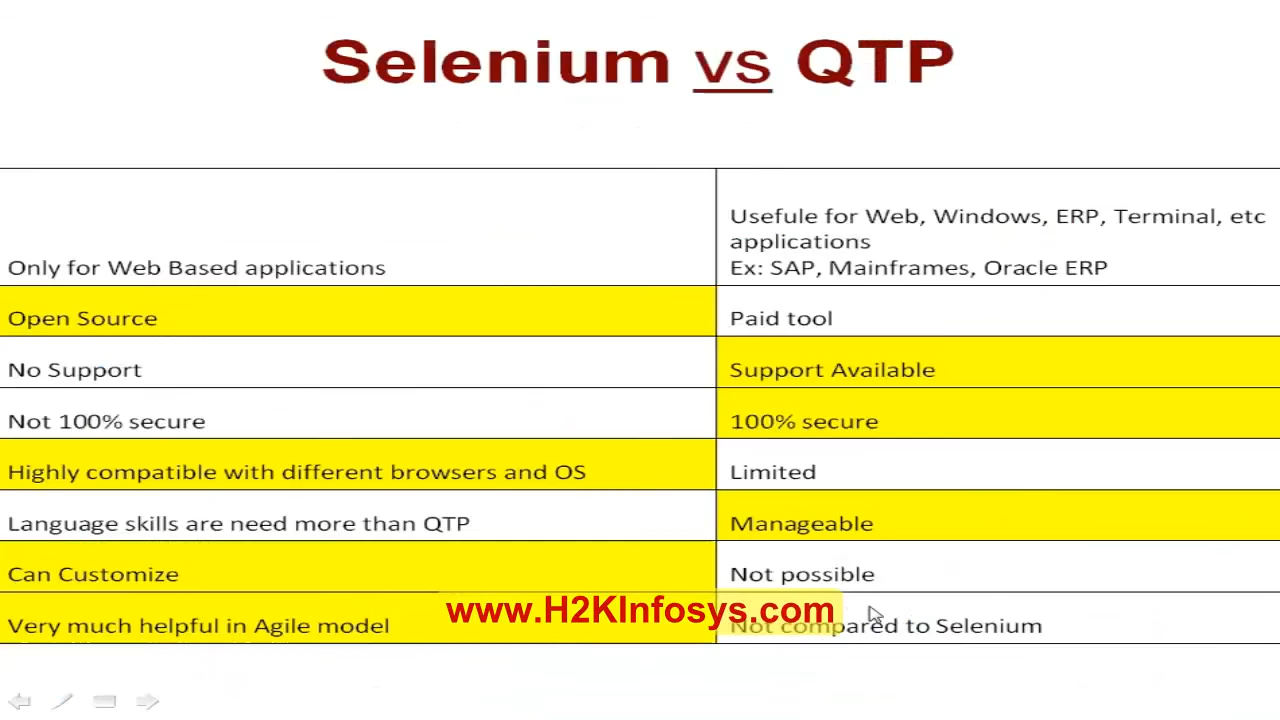 Selenium vs QTP
Only for Web Based applications
Usefule for Web, Windows, ERP, Terminal, etc
applications
Ex: SAP, Mainframes, Oracle ERP
Open Source
Paid tool
No Support
Support Available
Not 100% secure
100% secure
Highly compatible with different browsers and OS
Limited
Language skills are need more than QTP
Manageable
Can Customize
Not possible
www.H2KInfosys.com
Very much helpful in Agile model
Not compared to Selenium